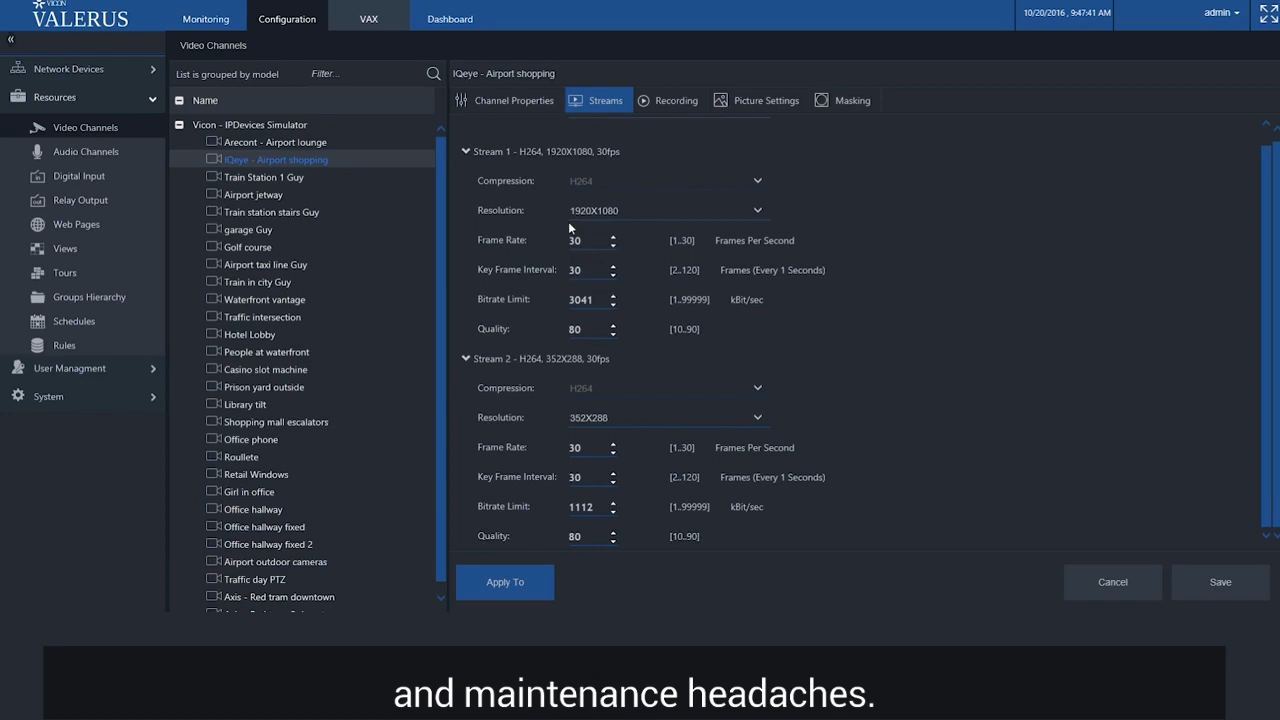 VICON
VALERUS
Monitoring
Configuration
VAX
Dashboard
10/20/2016 , 9:47:41 AM
admin
«
Video Channels
Network Devices
Resources
Video Channels
Audio Channels
Digital Input
Relay Output
Web Pages
Views
Tours
Groups Hierarchy
Schedules
Rules
User Managment
System
List is grouped by model
Filter...
Name
Vicon - IPDevices Simulator
Arecont - Airport lounge
IQeye - Airport shopping
Train Station 1 Guy
Airport jetway
Train station stairs Guy
garage Guy
Golf course
Airport taxi line Guy
Train in city Guy
Waterfront vantage
Traffic intersection
Hotel Lobby
People at waterfront
Casino slot machine
Prison yard outside
Library tilt
Shopping mall escalators
Office phone
Roullete
Retail Windows
Girl in office
Office hallway
Office hallway fixed
Office hallway fixed 2
Airport outdoor cameras
Traffic day PTZ
Axis - Red tram downtown
IQeye - Airport shopping
Channel Properties
Streams
Recording
Picture Settings
Masking
Stream 1 - H264, 1920X1080, 30fps
Compression: H264
Resolution: 1920X1080
Frame Rate: 30 [1..30] Frames Per Second
Key Frame Interval: 30 [2..120] Frames (Every 1 Seconds)
Bitrate Limit: 3041 [1..99999] kBit/sec
Quality: 80 [10..90]
Stream 2 - H264, 352X288, 30fps
Compression: H264
Resolution: 352X288
Frame Rate: 30 [1..30] Frames Per Second
Key Frame Interval: 30 [2..120] Frames (Every 1 Seconds)
Bitrate Limit: 1112 [1..99999] kBit/sec
Quality: 80 [10..90]
Apply To
Cancel
Save
and maintenance headaches.